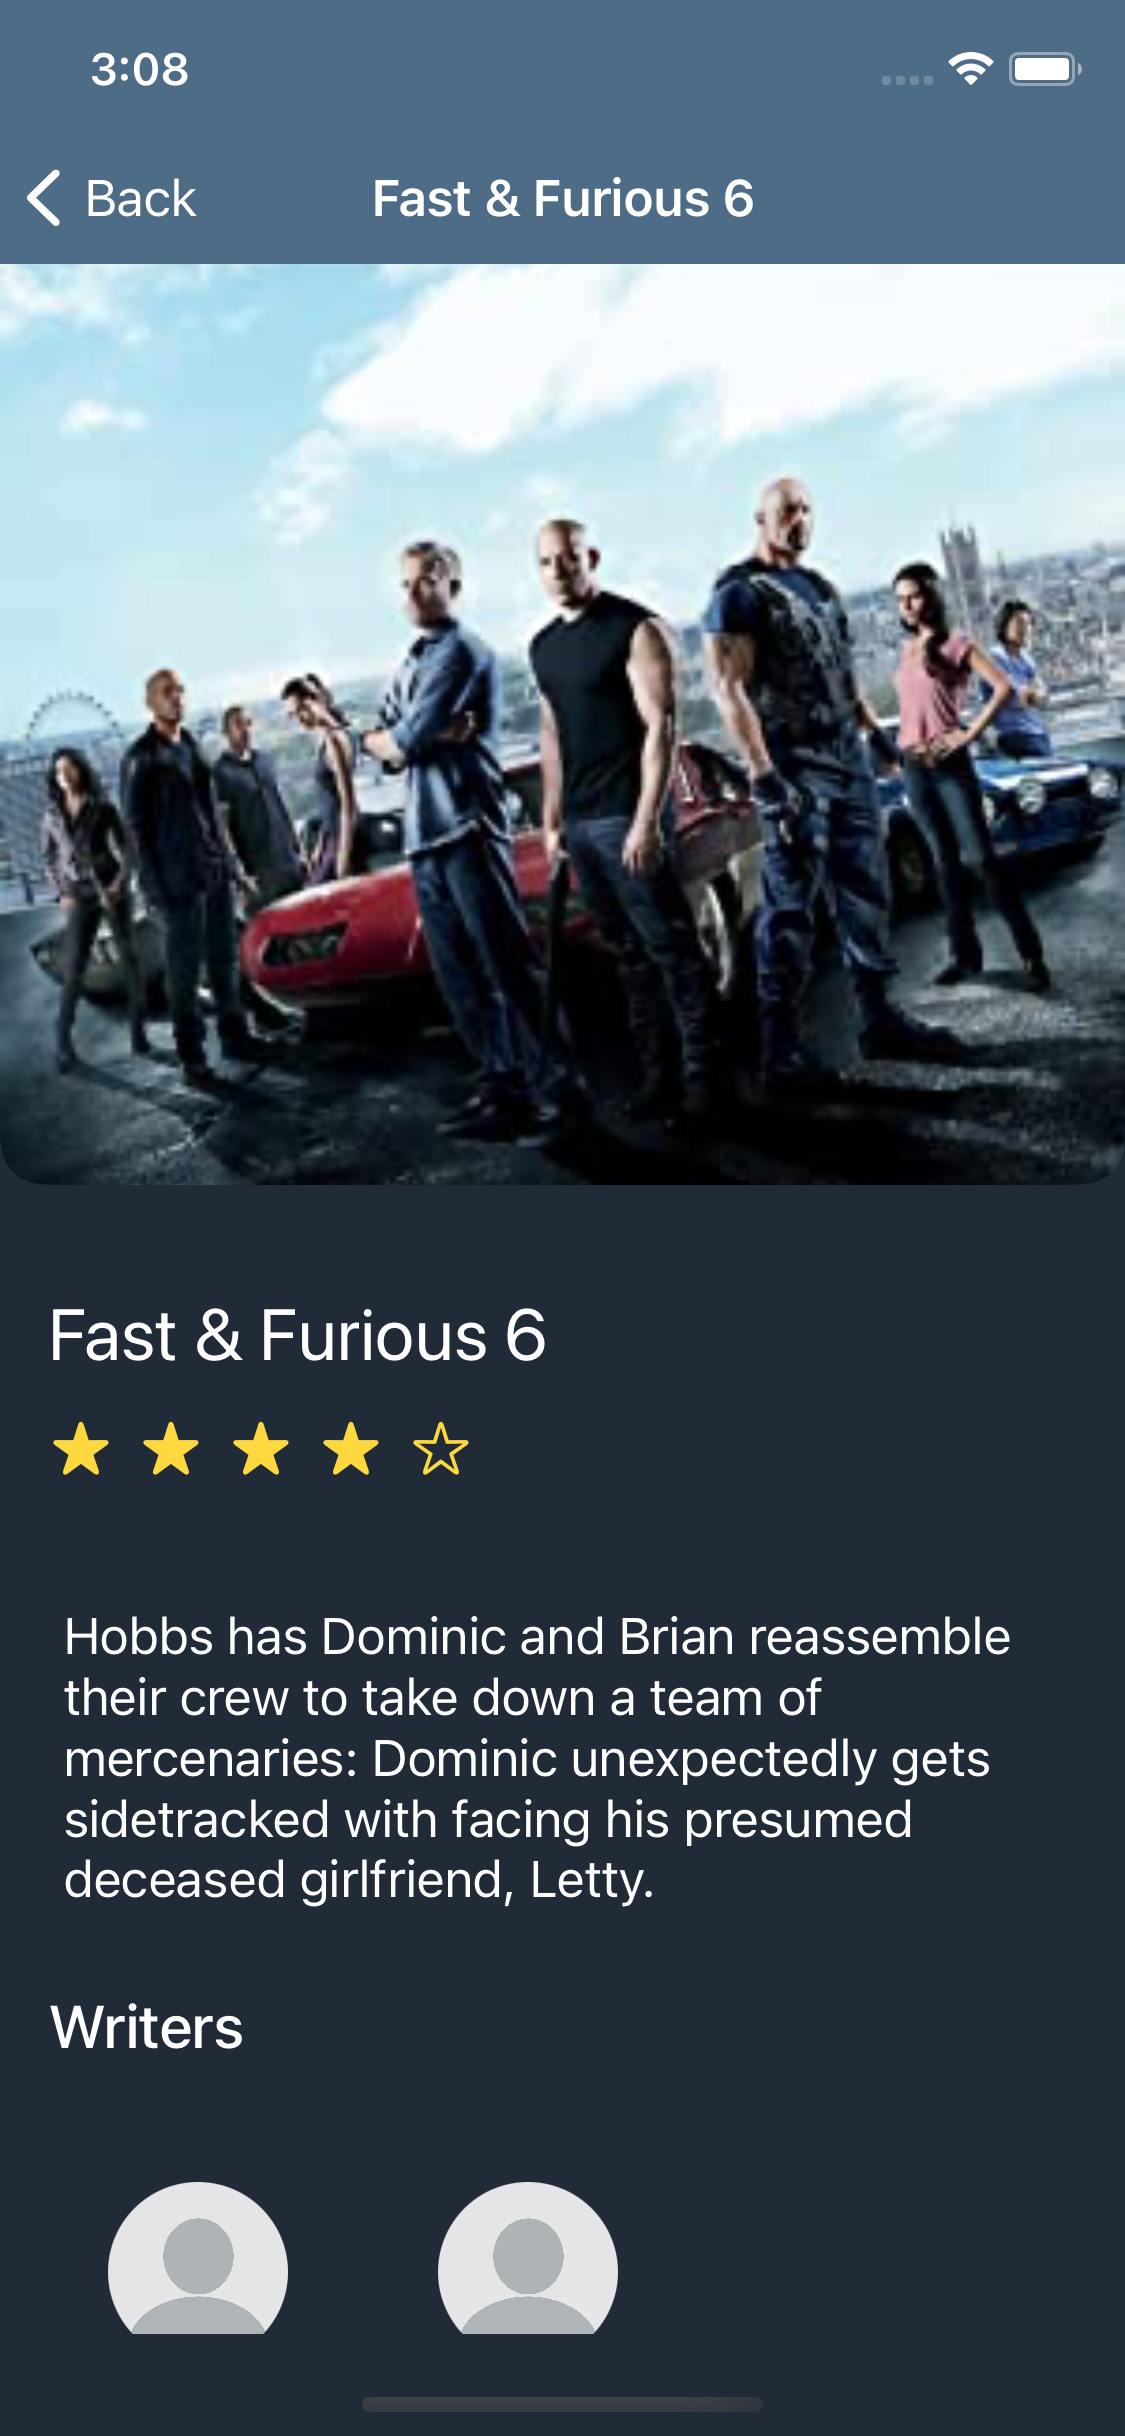 3:08
Back
Fast & Furious 6
Fast & Furious 6
Hobbs has Dominic and Brian reassemble
their crew to take down a team of
mercenaries: Dominic unexpectedly gets
sidetracked with facing his presumed
deceased girlfriend, Letty.
Writers